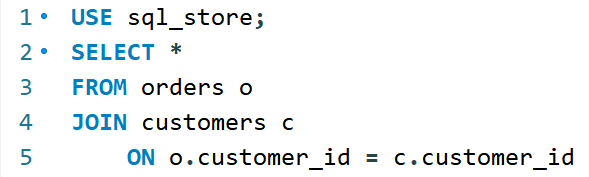 1 USE sql_store;
2 SELECT *
3 FROM orders o
4 JOIN customers c
5 ON o.customer_id = c.customer_id